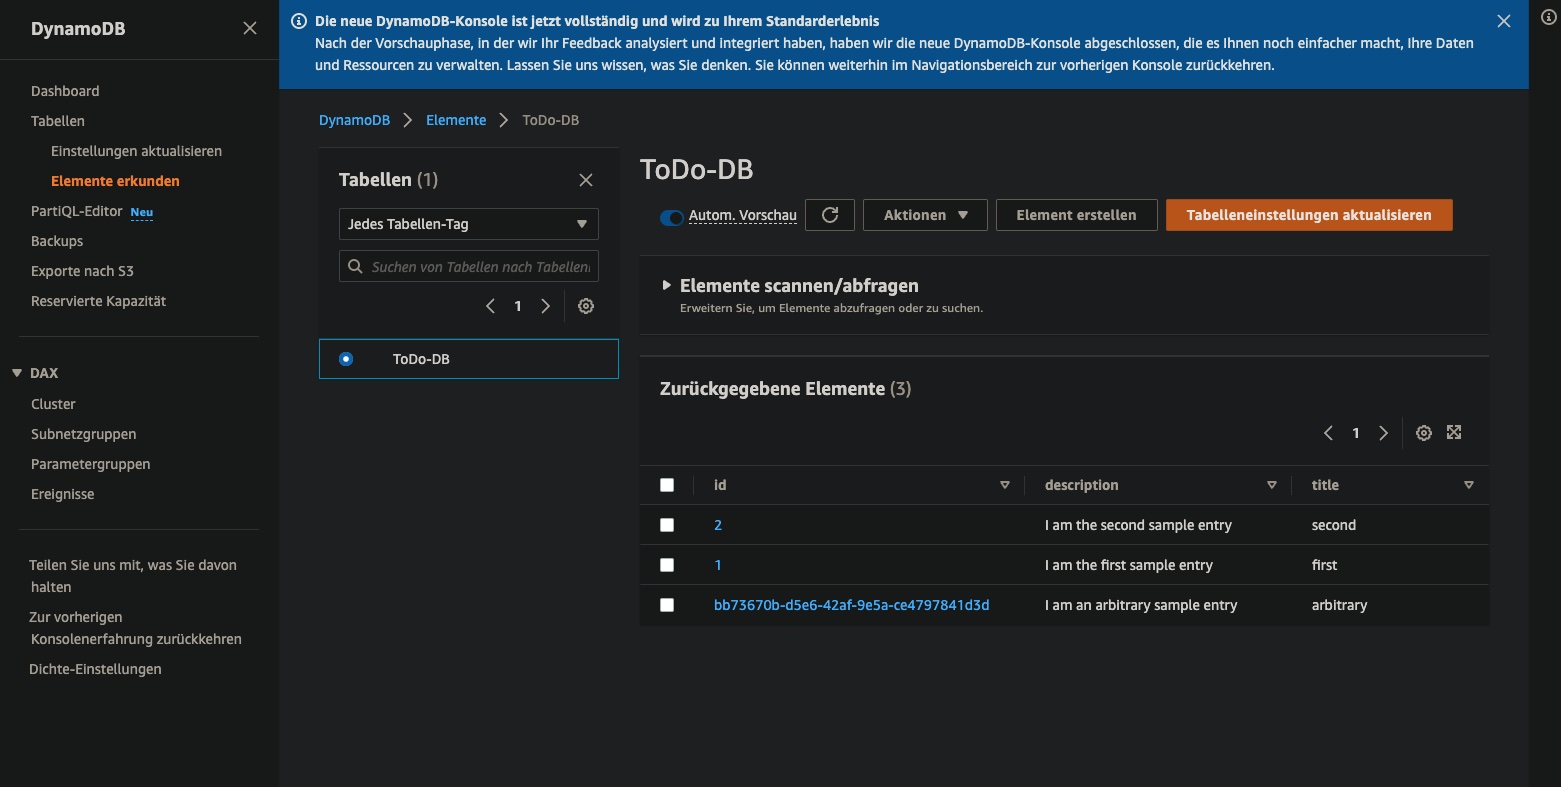 DynamoDB
Dashboard
Tabellen
Einstellungen aktualisieren
Elemente erkunden
PartiQL-Editor Neu
Backups
Exporte nach S3
Reservierte Kapazität
DAX
Cluster
Subnetzgruppen
Parametergruppen
Ereignisse
Teilen Sie uns mit, was Sie davon
halten
Zur vorherigen
Konsolenerfahrung zurückkehren
Dichte-Einstellungen
Die neue DynamoDB-Konsole ist jetzt vollständig und wird zu Ihrem Standarderlebnis
Nach der Vorschauphase, in der wir Ihr Feedback analysiert und integriert haben, haben wir die neue DynamoDB-Konsole abgeschlossen, die es Ihnen noch einfacher macht, Ihre Daten
und Ressourcen zu verwalten. Lassen Sie uns wissen, was Sie denken. Sie können weiterhin im Navigationsbereich zur vorherigen Konsole zurückkehren.
DynamoDB Elemente ToDo-DB
Tabellen (1)
Jedes Tabellen-Tag
Suchen von Tabellen nach Tabelleni
1
ToDo-DB
ToDo-DB
Autom. Vorschau Aktionen Element erstellen Tabelleneinstellungen aktualisieren
Elemente scannen/abfragen
Erweitern Sie, um Elemente abzufragen oder zu suchen.
Zurückgegebene Elemente (3)
1
id description title
2 I am the second sample entry second
1 I am the first sample entry first
bb73670b-d5e6-42af-9e5a-ce4797841d3d I am an arbitrary sample entry arbitrary